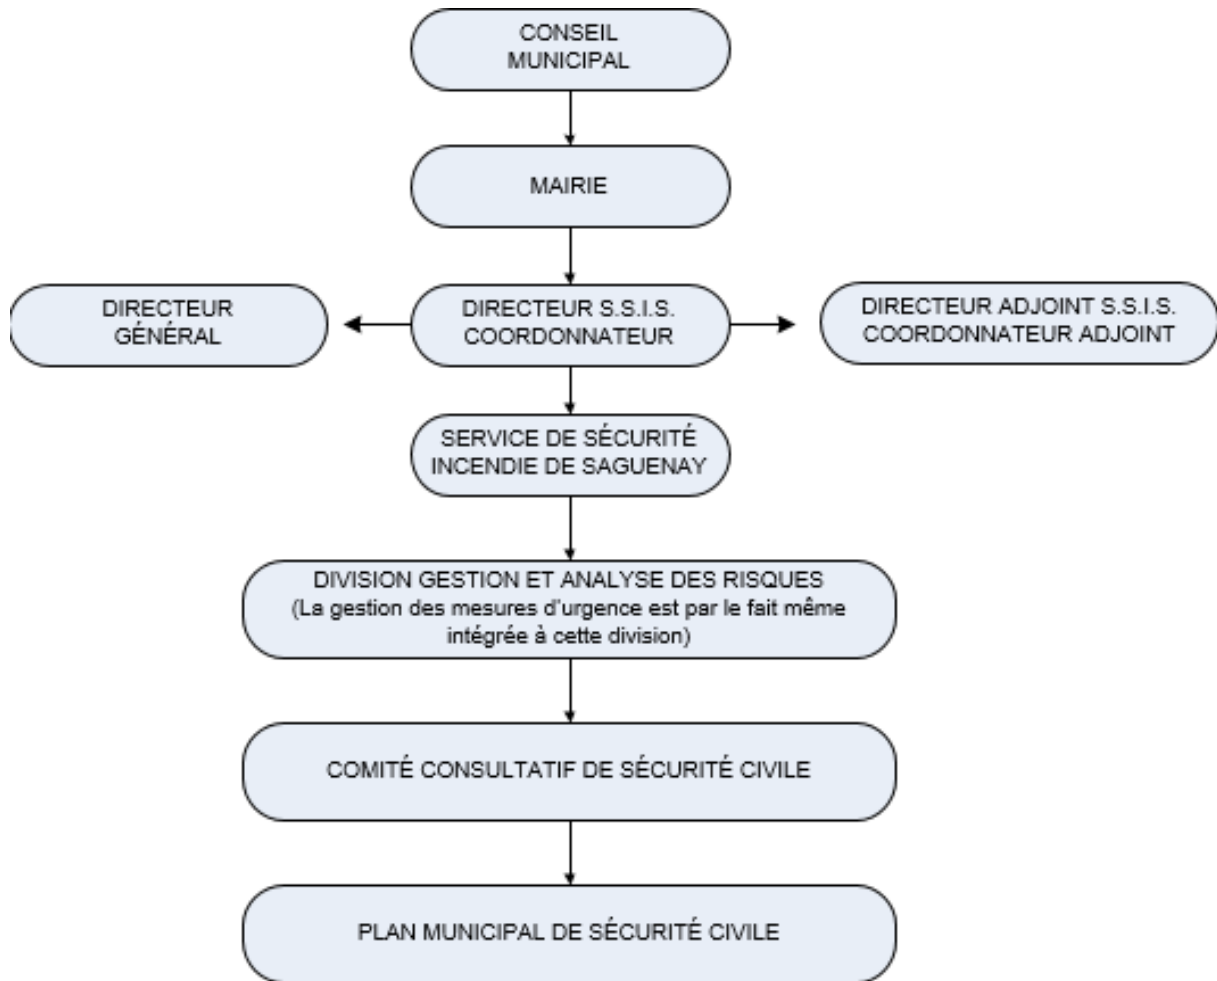 CONSEIL
MUNICIPAL
MAIRIE
DIRECTEUR
GÉNÉRAL
DIRECTEUR S.S.I.S.
COORDONNATEUR
DIRECTEUR ADJOINT S.S.I.S.
COORDONNATEUR ADJOINT
SERVICE DE SÉCURITÉ
INCENDIE DE SAGUENAY
DIVISION GESTION ET ANALYSE DES RISQUES
(La gestion des mesures d'urgence est par le fait même
intégrée à cette division)
COMITÉ CONSULTATIF DE SÉCURITÉ CIVILE
PLAN MUNICIPAL DE SÉCURITÉ CIVILE